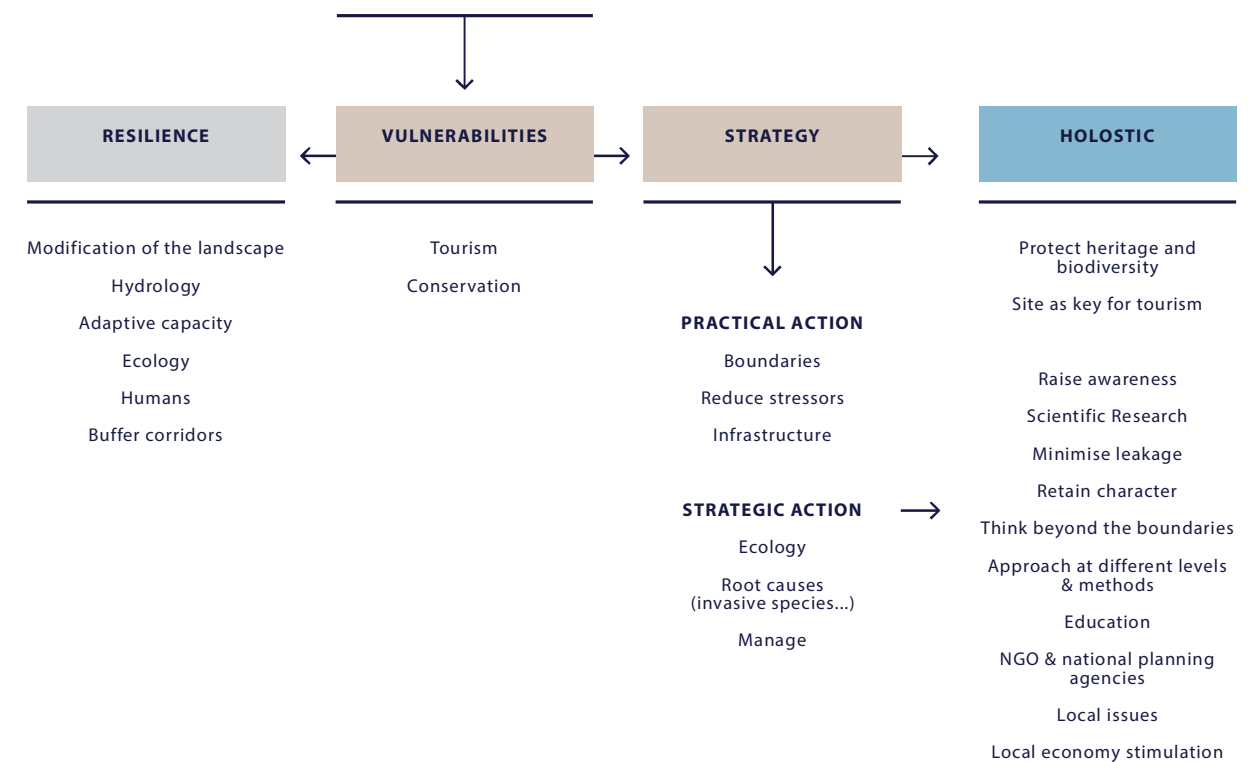 RESILIENCE
Modification of the landscape
Hydrology
Adaptive capacity
Ecology
Humans
Buffer corridors
VULNERABILITIES
Tourism
Conservation
STRATEGY
PRACTICAL ACTION
Boundaries
Reduce stressors
Infrastructure
STRATEGIC ACTION
Ecology
Root causes
(invasive species...)
Manage
HOLOSTIC
Protect heritage and
biodiversity
Site as key for tourism
Raise awareness
Scientific Research
Minimise leakage
Retain character
Think beyond the boundaries
Approach at different levels
& methods
Education
NGO & national planning
agencies
Local issues
Local economy stimulation